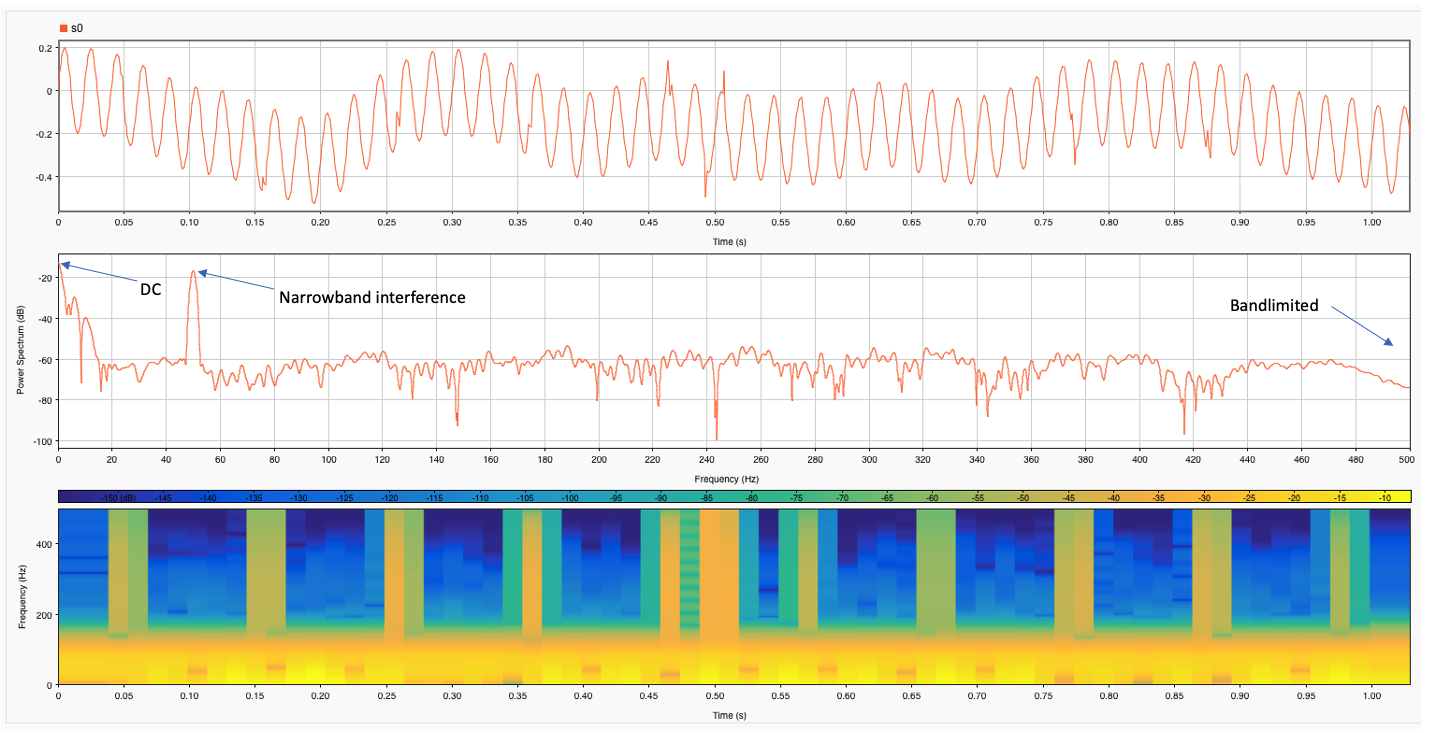 s0
0.2
0
-0.2
-0.4
0 0.05 0.10 0.15 0.20 0.25 0.30 0.35 0.40 0.45 0.50 0.55 0.60 0.65 0.70 0.75 0.80 0.85 0.90 0.95 1.00
Time (s)
DC
Narrowband interference
Bandlimited
Power Spectrum (dB)
-20
-40
-60
-80
-100
0 20 40 60 80 100 120 140 160 180 200 220 240 260 280 300 320 340 360 380 400 420 440 460 480 500
Frequency (Hz)
-150 (dB) -145 -140 -135 -130 -125 -120 -115 -110 -105 -100 -95 -90 -85 -80 -75 -70 -65 -60 -55 -50 -45 -40 -35 -30 -25 -20 -15 -10
Frequency (Hz)
400
200
0
0 0.05 0.10 0.15 0.20 0.25 0.30 0.35 0.40 0.45 0.50 0.55 0.60 0.65 0.70 0.75 0.80 0.85 0.90 0.95 1.00
Time (s)